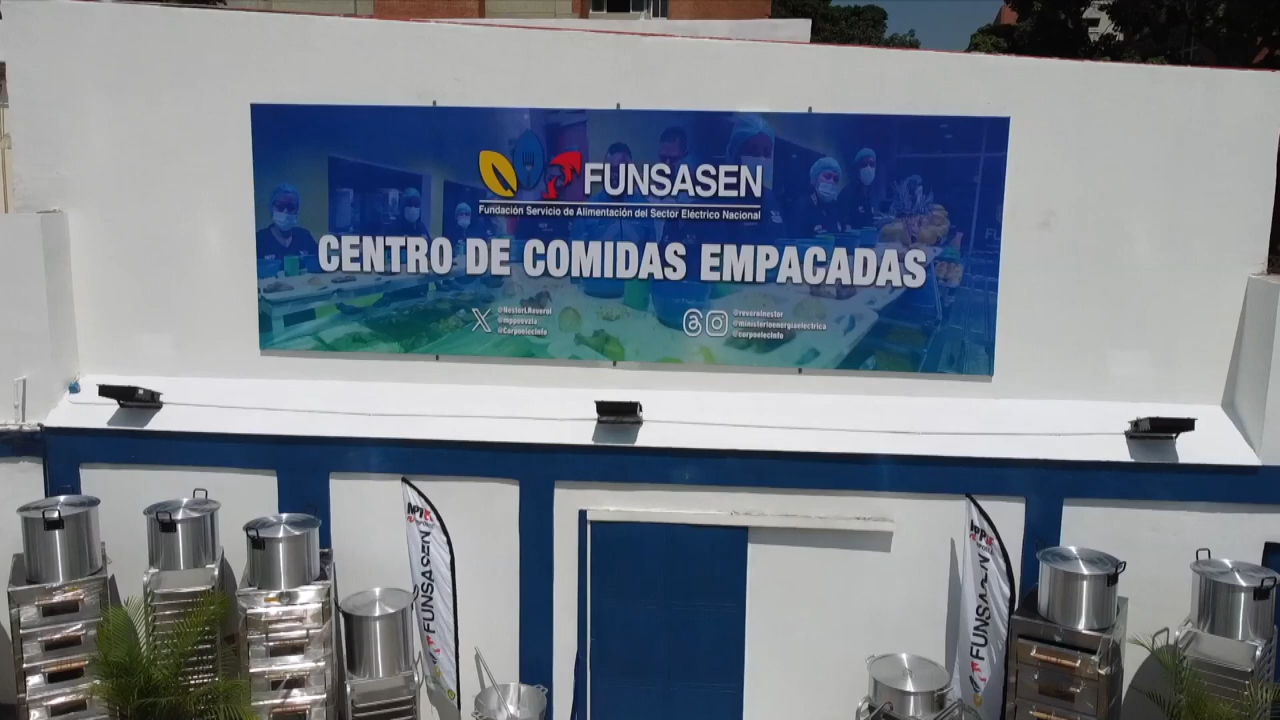 FUNSASEN
Fundación Servicio de Alimentación del Sector Eléctrico Nacional
CENTRO DE COMIDAS EMPACADAS
@NestorLReverol
@mppeevzla
@CorpoelecInfo
@reverolnestor
@ministerioenergiaelectrica
@corpoelecinfo
FUNSASEN
FUNSASEN